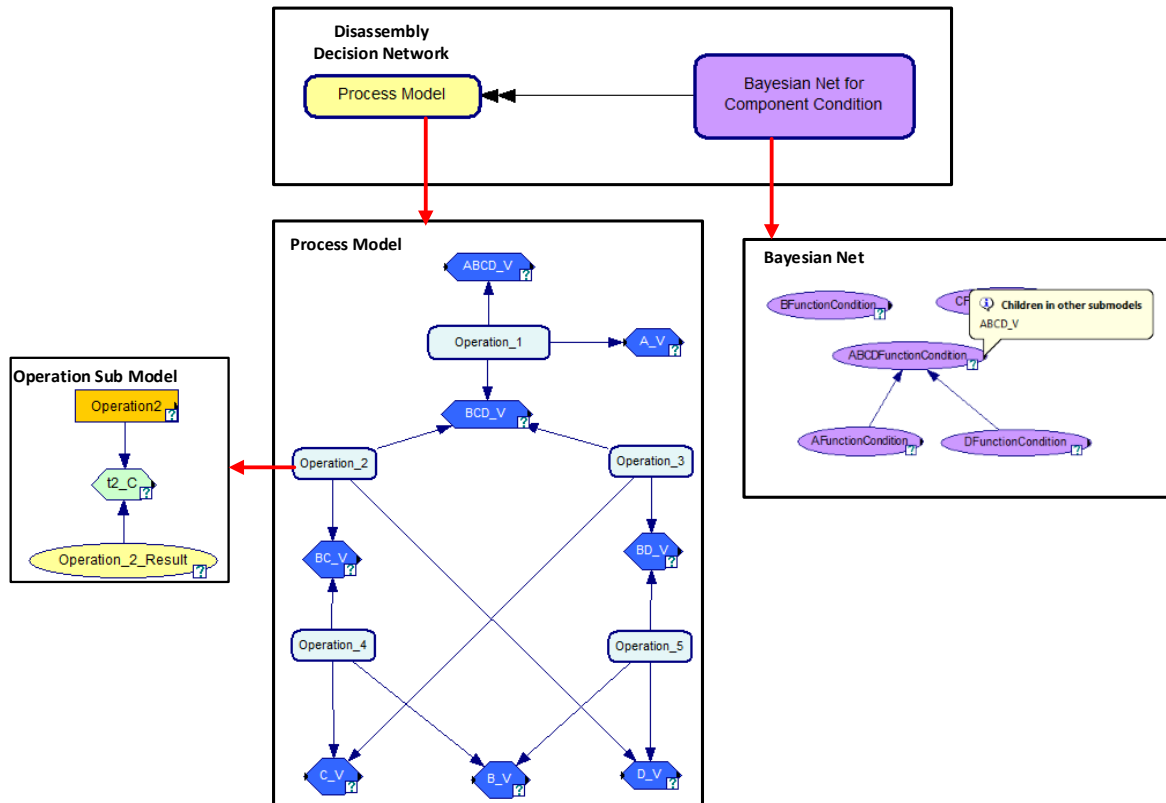 Disassembly
Decision Network
Process Model
Bayesian Net for
Component Condition
Process Model
ABCD_V
?
Operation_1
A_V
?
BCD_V
?
Operation_2
Operation_3
BC_V
?
BD_V
?
Operation_4
Operation_5
C_V
?
B_V
?
D_V
?
Operation Sub Model
Operation2
?
t2_C
?
Operation_2_Result
?
Bayesian Net
BFunctionCondition
?
Children in other submodels
ABCD_V
ABCDFunctionCondition
?
AFunctionCondition
?
DFunctionCondition
?